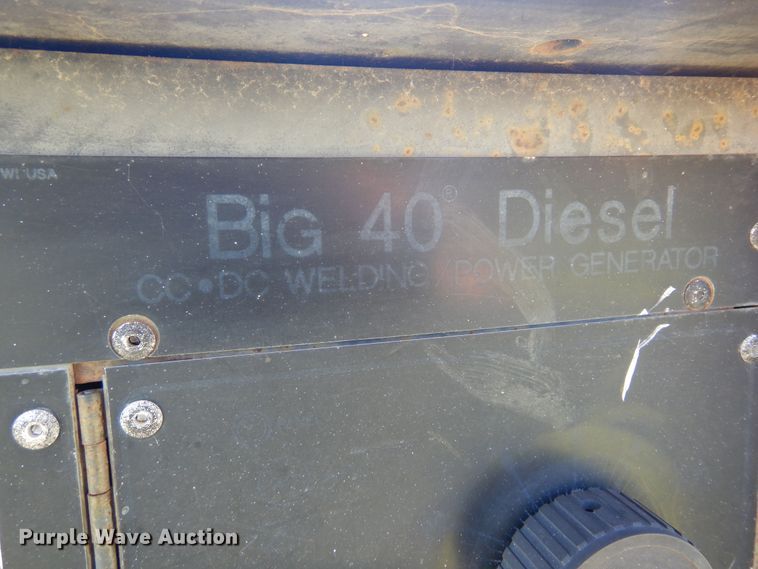 WI USA
Big 40® Diesel
CC•DC WELDING/POWER GENERATOR
Purple Wave Auction®